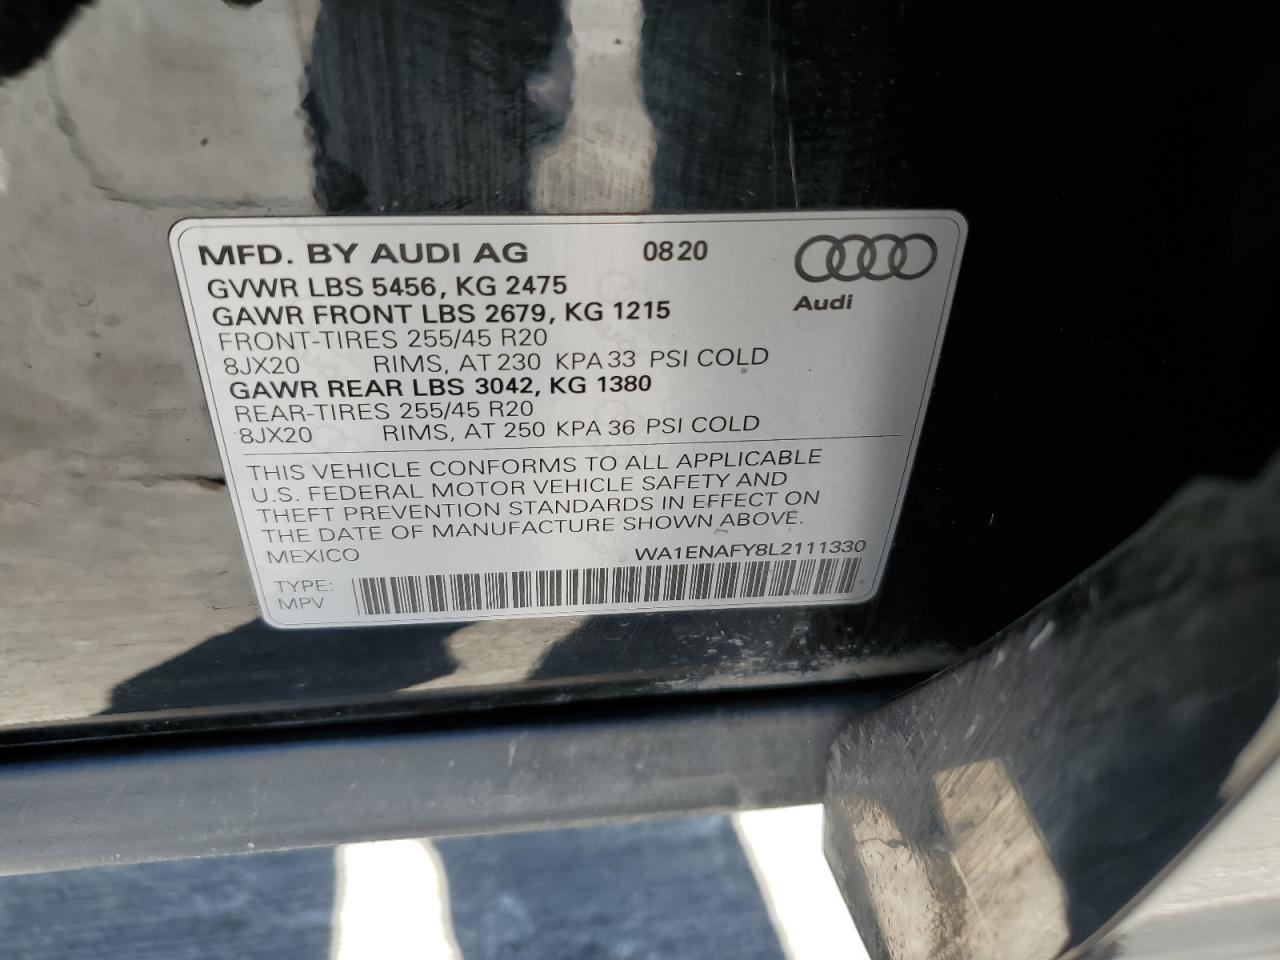 MFD. BY AUDI AG 0820
GVWR LBS 5456, KG 2475
Audi
GAWR FRONT LBS 2679, KG 1215
FRONT-TIRES 255/45 R20
8JX20 RIMS, AT 230 KPA 33 PSI COLD
GAWR REAR LBS 3042, KG 1380
REAR-TIRES 255/45 R20
8JX20 RIMS, AT 250 KPA 36 PSI COLD
THIS VEHICLE CONFORMS TO ALL APPLICABLE
U.S. FEDERAL MOTOR VEHICLE SAFETY AND
THEFT PREVENTION STANDARDS IN EFFECT ON
THE DATE OF MANUFACTURE SHOWN ABOVE.
MEXICO WA1ENAFY8L2111330
TYPE:
MPV